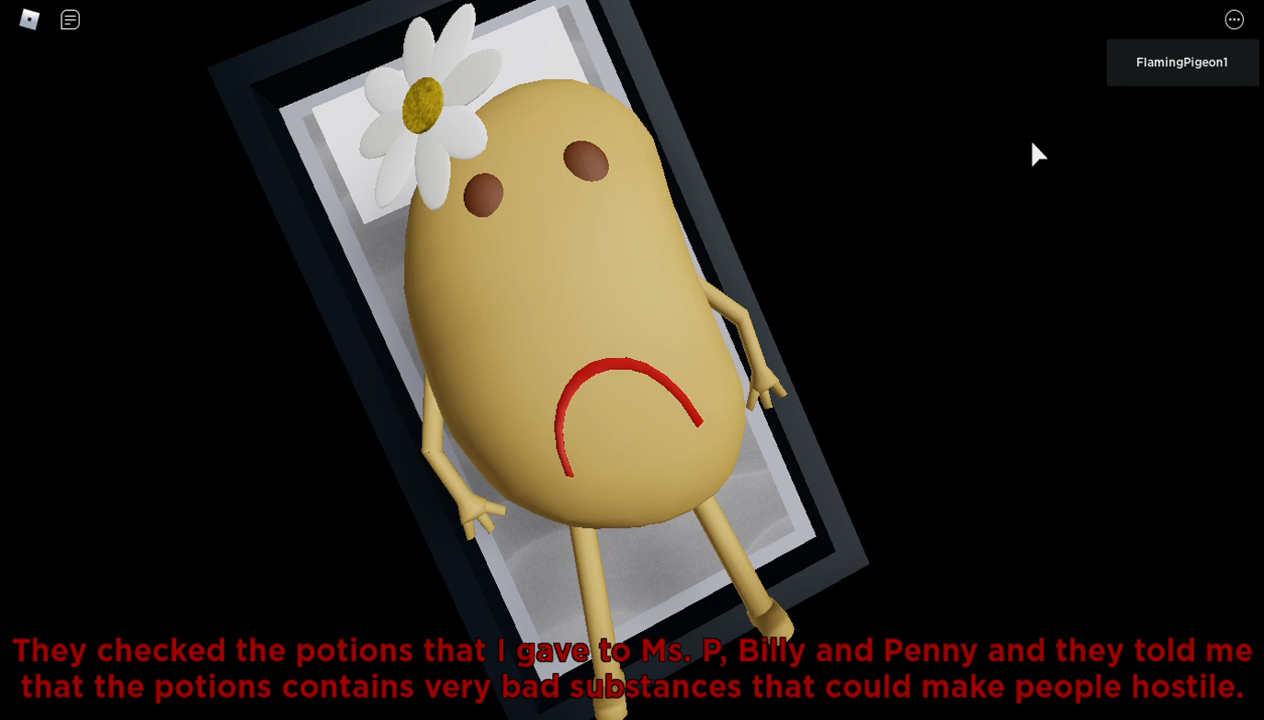 FlamingPigeon1
They checked the potions that I gave to Ms. P, Billy and Penny and they told me
that the potions contains very bad substances that could make people hostile.